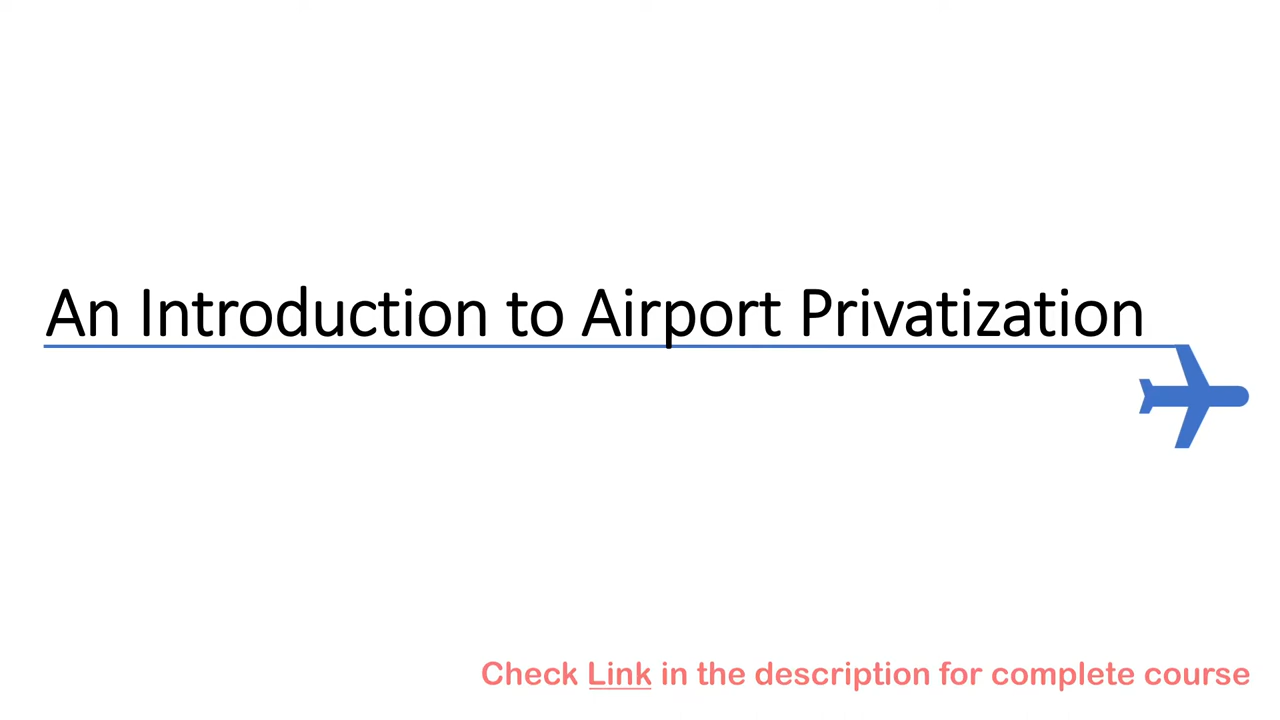 An Introduction to Airport Privatization
Check Link in the description for complete course